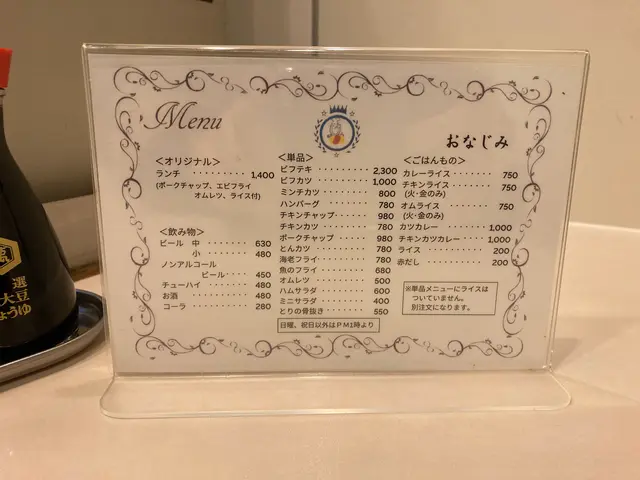 Menu
おなじみ
<オリジナル>
ランチ ········ 1,400
(ポークチャップ、エビフライ
オムレツ、ライス付)
<飲み物>
ビール 中 ········ 630
小 ········ 480
ノンアルコール
ビール···· 450
チューハイ ········ 480
お酒 ········ 480
コーラ ········ 280
<単品>
ビフテキ ········ 2,300
ビフカツ ········ 1,000
ミンチカツ ········ 800
ハンバーグ ········ 780
チキンチャップ······ 980
チキンカツ ········ 780
ポークチャップ······ 980
とんカツ ········ 780
海老フライ ········ 780
魚のフライ ········ 680
オムレツ ········ 500
ハムサラダ ········ 600
ミニサラダ ········ 400
とりの骨抜き ······ 550
日曜、祝日以外はPM1時より
<ごはんもの>
カレーライス ······ 750
チキンライス ······ 750
(火・金のみ)
オムライス ········ 750
(火・金のみ)
カツカレー ········ 1,000
チキンカツカレー ···· 1,000
ライス ········ 200
赤だし ········ 200
※単品メニューにライスは
ついていません。
別注文になります。
選
大豆
ょうゆ